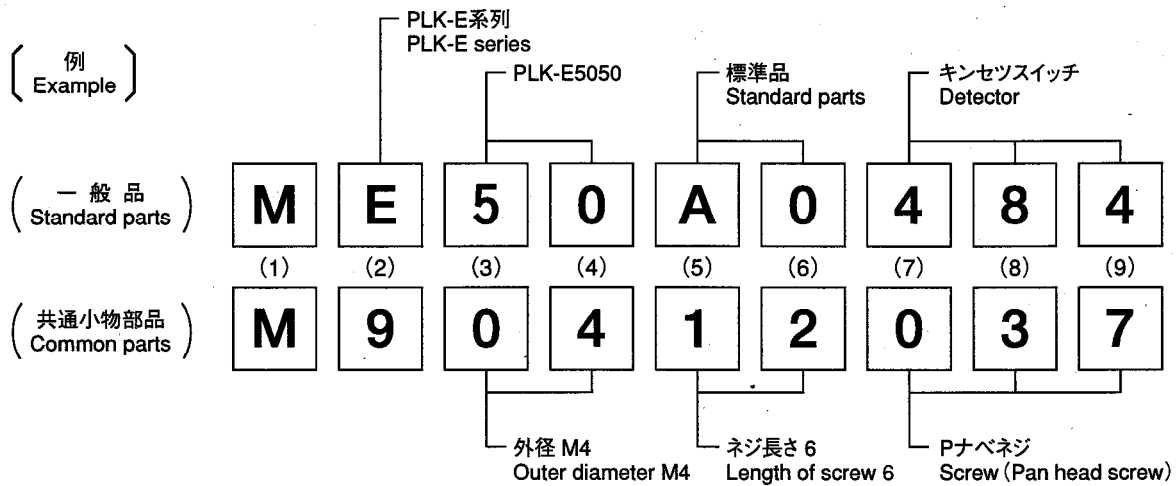 PLK-E系列
PLK-E series
例
Example
PLK-E5050
標準品
Standard parts
キンセツスイッチ
Detector
一般品
Standard parts
M E 5 0 A 0 4 8 4
(1) (2) (3) (4) (5) (6) (7) (8) (9)
共通小物部品
Common parts
M 9 0 4 1 2 0 3 7
外径 M4
Outer diameter M4
ネジ長さ 6
Length of screw 6
Pナベネジ
Screw (Pan head screw)